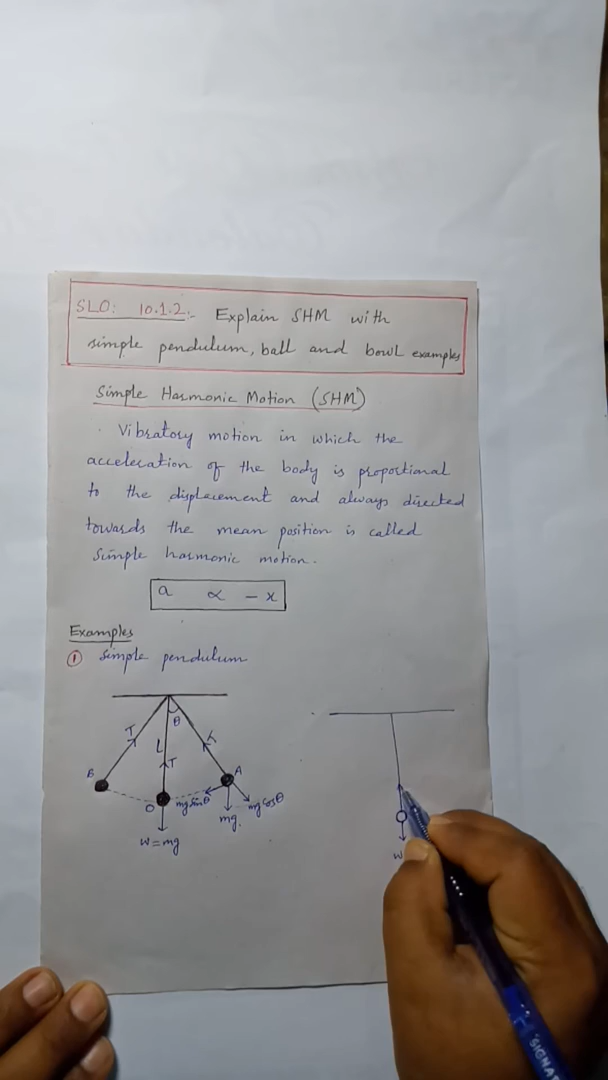 SLO: 10.1.2:- Explain SHM with
simple pendulum, ball and bowl examples
Simple Harmonic Motion (SHM)
Vibratory motion in which the
acceleration of the body is proportional
to the displacement and always directed
towards the mean position is called
simple harmonic motion.
a ∝ - x
Examples
① Simple pendulum
θ
T
L
T
T
B
A
O
mg sinθ
mg cosθ
mg.
w = mg
w
SIGNAT